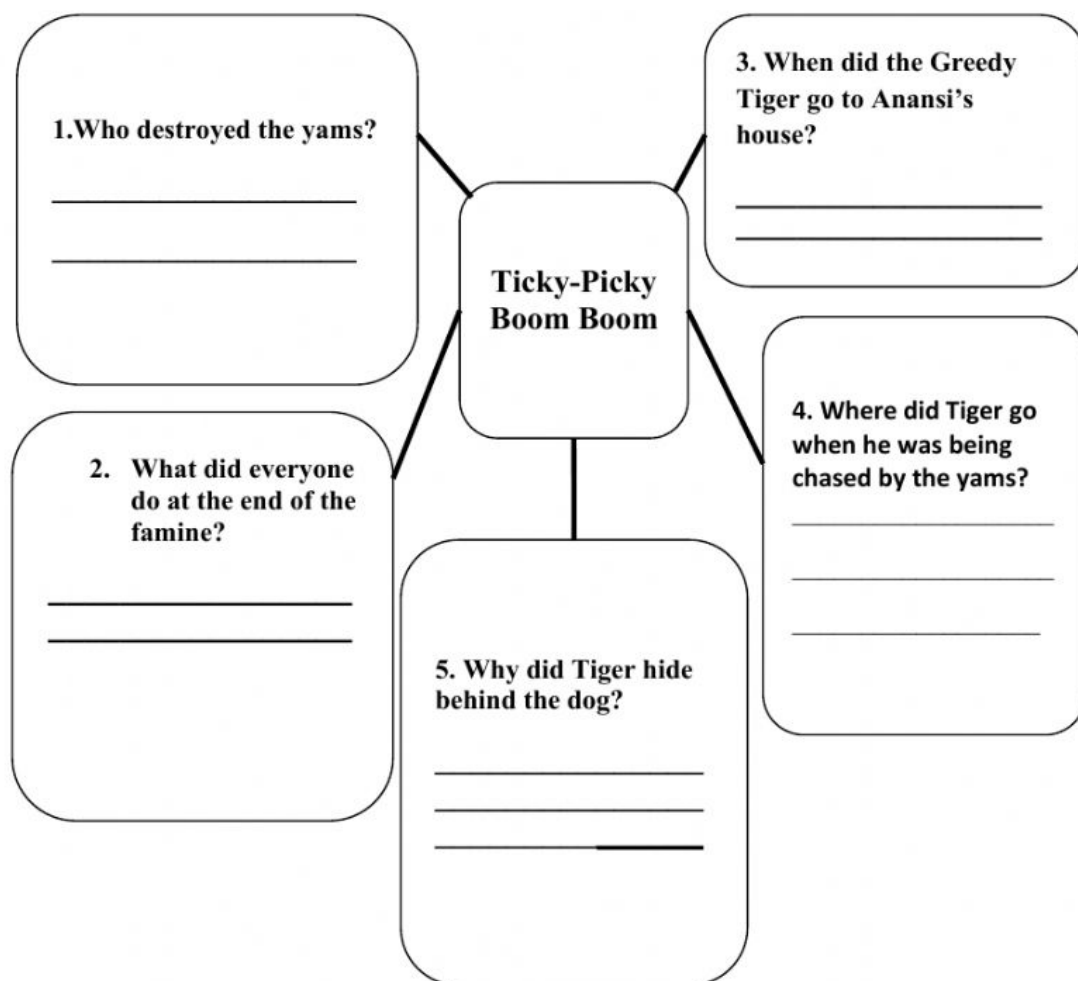 1.Who destroyed the yams?
2. What did everyone
do at the end of the
famine?
Ticky-Picky
Boom Boom
3. When did the Greedy
Tiger go to Anansi’s
house?
4. Where did Tiger go
when he was being
chased by the yams?
5. Why did Tiger hide
behind the dog?